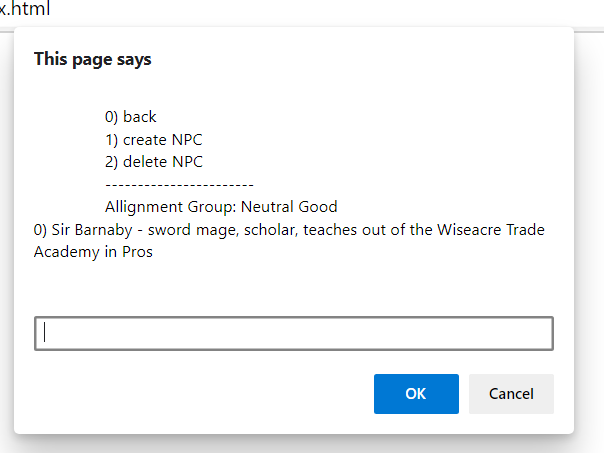 x.html
This page says
0) back
1) create NPC
2) delete NPC
-----------------------
Allignment Group: Neutral Good
0) Sir Barnaby - sword mage, scholar, teaches out of the Wiseacre Trade
Academy in Pros
OK
Cancel